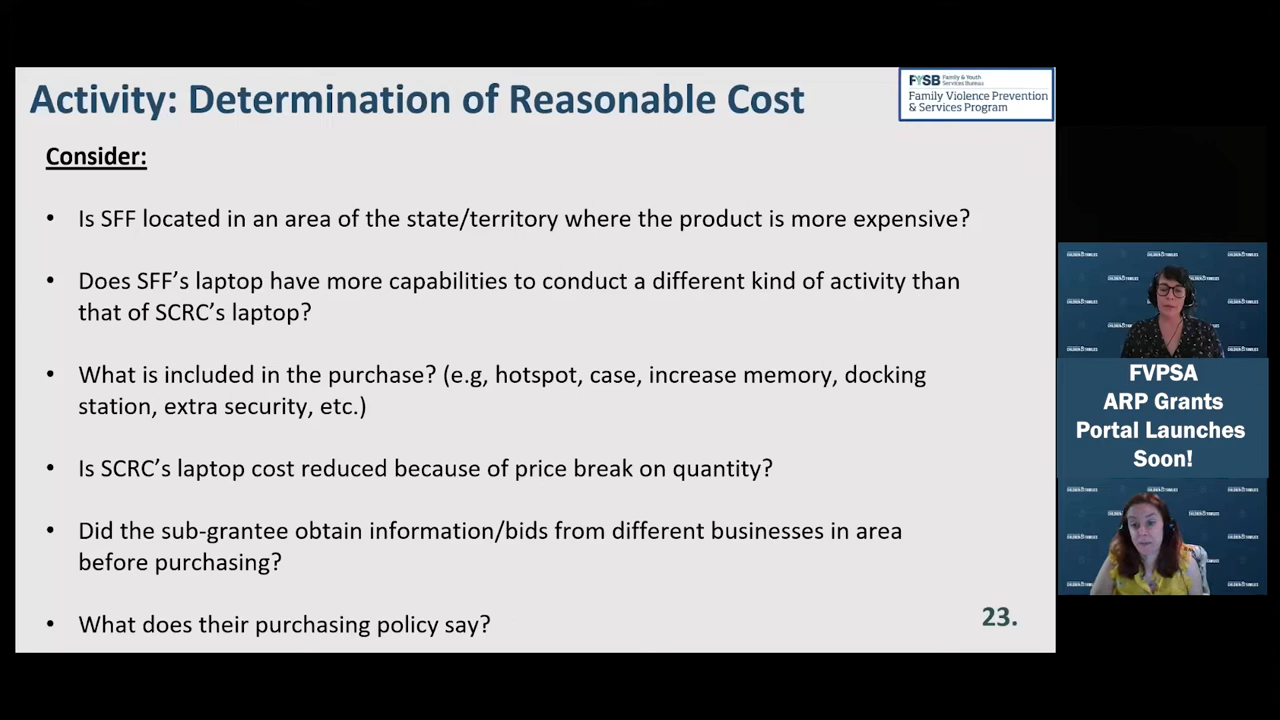 Activity: Determination of Reasonable Cost
FYSB Family & Youth
Services Bureau
Family Violence Prevention
& Services Program
Consider:
• Is SFF located in an area of the state/territory where the product is more expensive?
• Does SFF's laptop have more capabilities to conduct a different kind of activity than
that of SCRC's laptop?
• What is included in the purchase? (e.g, hotspot, case, increase memory, docking
station, extra security, etc.)
• Is SCRC's laptop cost reduced because of price break on quantity?
• Did the sub-grantee obtain information/bids from different businesses in area
before purchasing?
• What does their purchasing policy say?
23.
FVPSA
ARP Grants
Portal Launches
Soon!